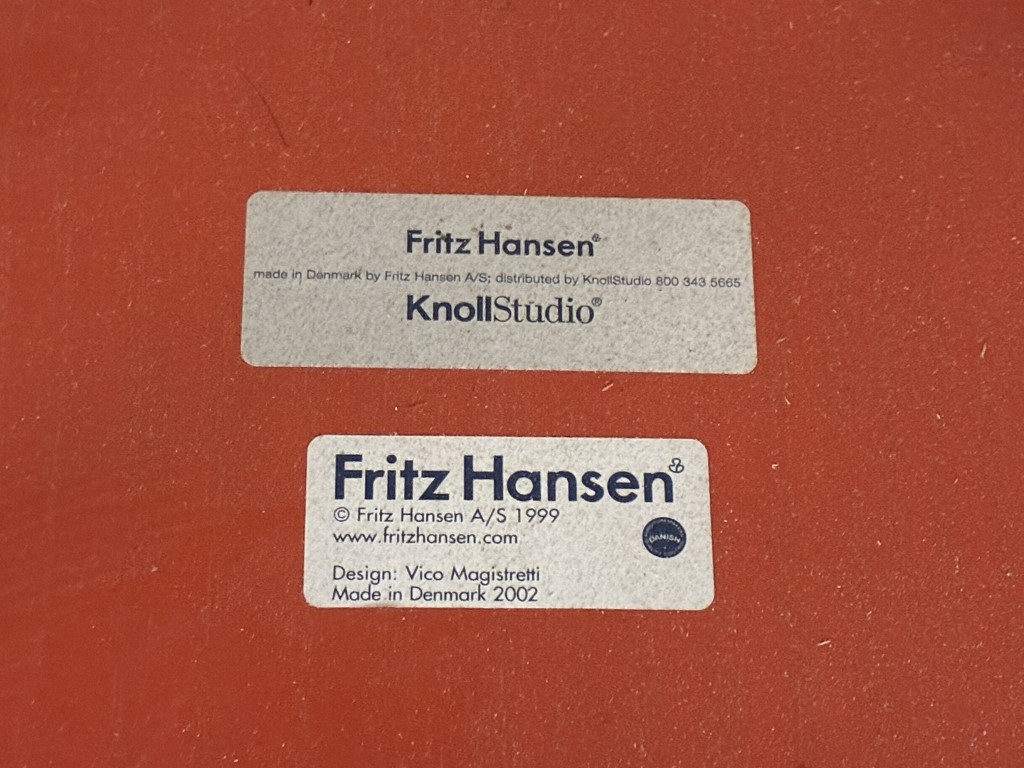 Fritz Hansen
made in Denmark by Fritz Hansen A/S; distributed by KnollStudio 800 343 5665
KnollStudio®
Fritz Hansen
© Fritz Hansen A/S 1999
www.fritzhansen.com
DANISH
Design: Vico Magistretti
Made in Denmark 2002